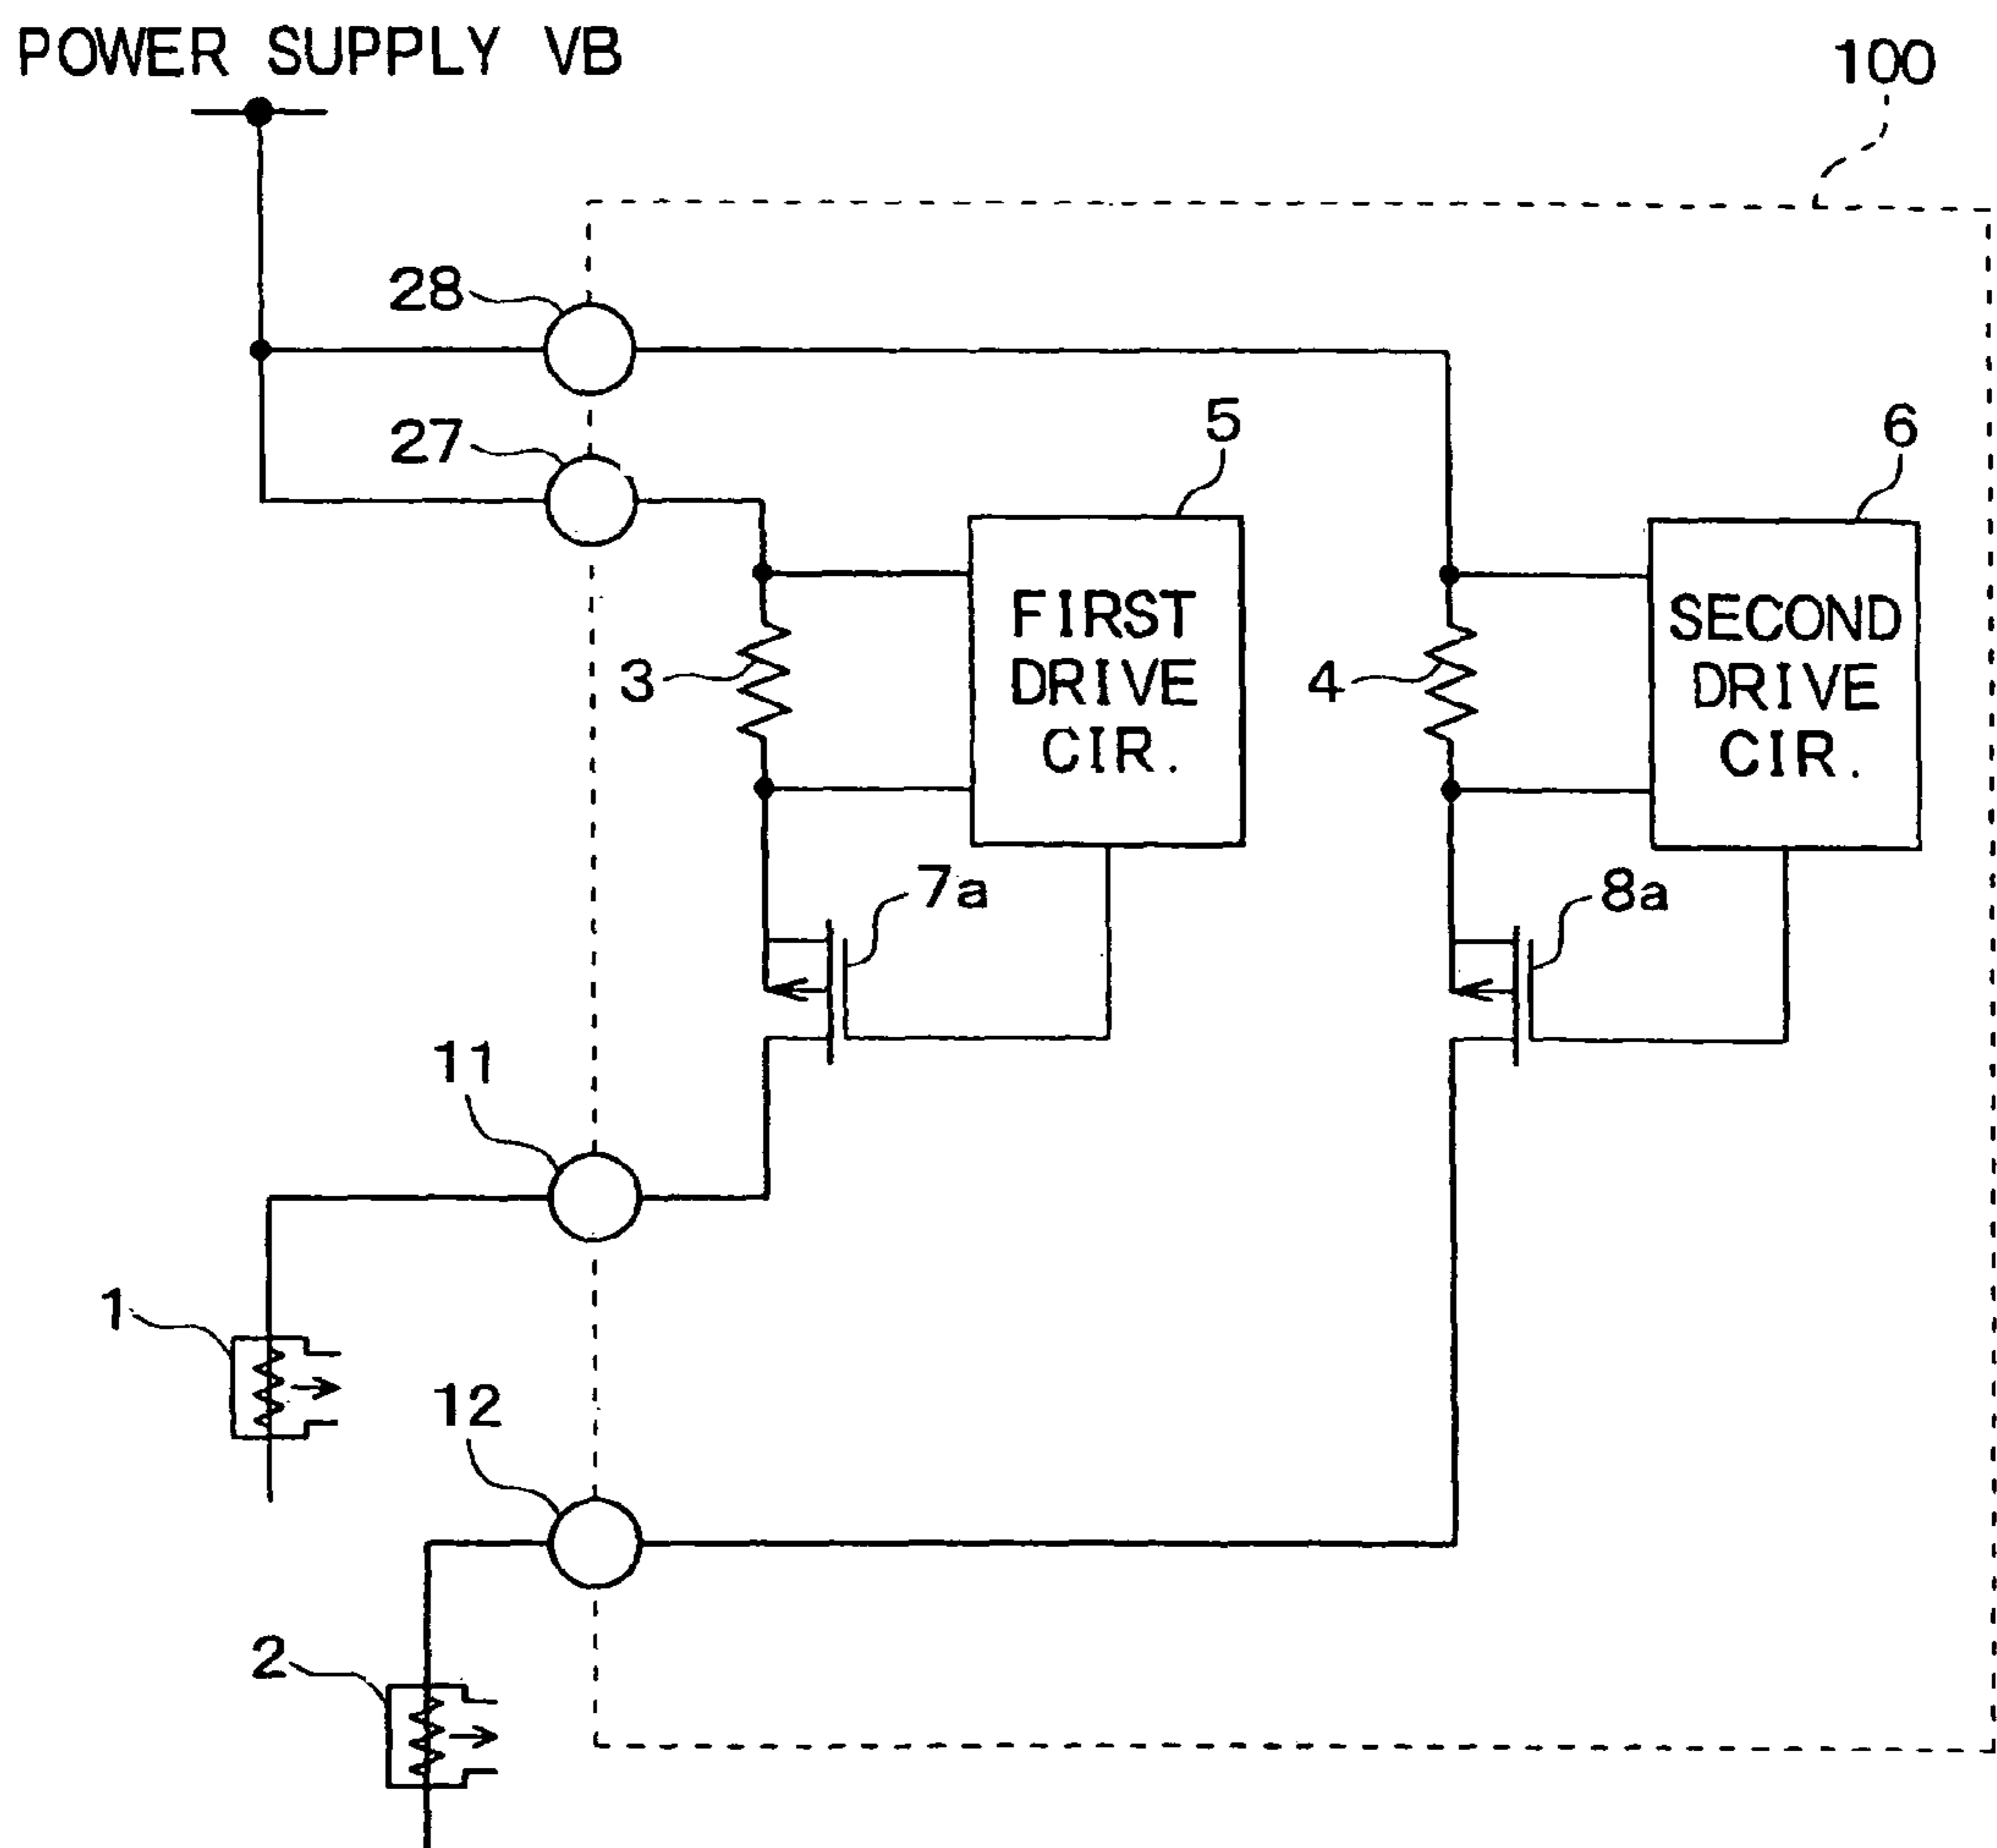 POWER SUPPLY VB
100
28
27
5
6
FIRST
DRIVE
CIR.
SECOND
DRIVE
CIR.
3
4
7a
8a
11
1
12
2